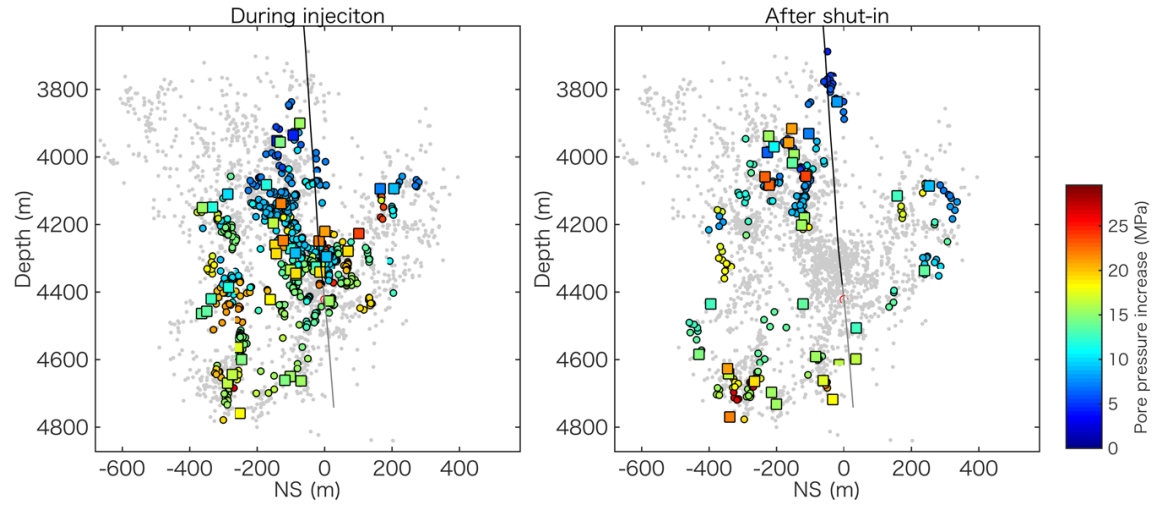 During injeciton
After shut-in
3800
4000
4200
4400
4600
4800
Depth (m)
-600 -400 -200 0 200 400
NS (m)
3800
4000
4200
4400
4600
4800
Depth (m)
-600 -400 -200 0 200 400
NS (m)
25
20
15
10
5
0
Pore pressure increase (MPa)